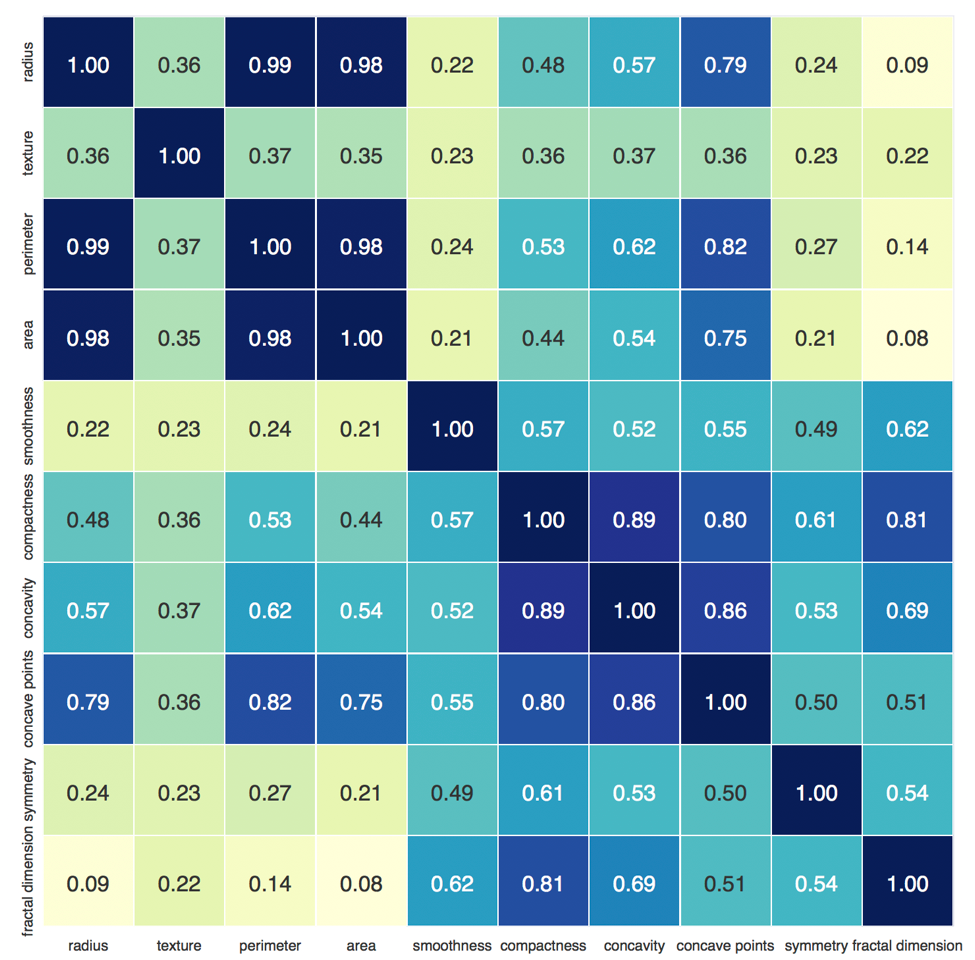 radius 1.00 0.36 0.99 0.98 0.22 0.48 0.57 0.79 0.24 0.09
texture 0.36 1.00 0.37 0.35 0.23 0.36 0.37 0.36 0.23 0.22
perimeter 0.99 0.37 1.00 0.98 0.24 0.53 0.62 0.82 0.27 0.14
area 0.98 0.35 0.98 1.00 0.21 0.44 0.54 0.75 0.21 0.08
smoothness 0.22 0.23 0.24 0.21 1.00 0.57 0.52 0.55 0.49 0.62
compactness 0.48 0.36 0.53 0.44 0.57 1.00 0.89 0.80 0.61 0.81
concavity 0.57 0.37 0.62 0.54 0.52 0.89 1.00 0.86 0.53 0.69
concave points 0.79 0.36 0.82 0.75 0.55 0.80 0.86 1.00 0.50 0.51
symmetry 0.24 0.23 0.27 0.21 0.49 0.61 0.53 0.50 1.00 0.54
fractal dimension 0.09 0.22 0.14 0.08 0.62 0.81 0.69 0.51 0.54 1.00
radius texture perimeter area smoothness compactness concavity concave points symmetry fractal dimension